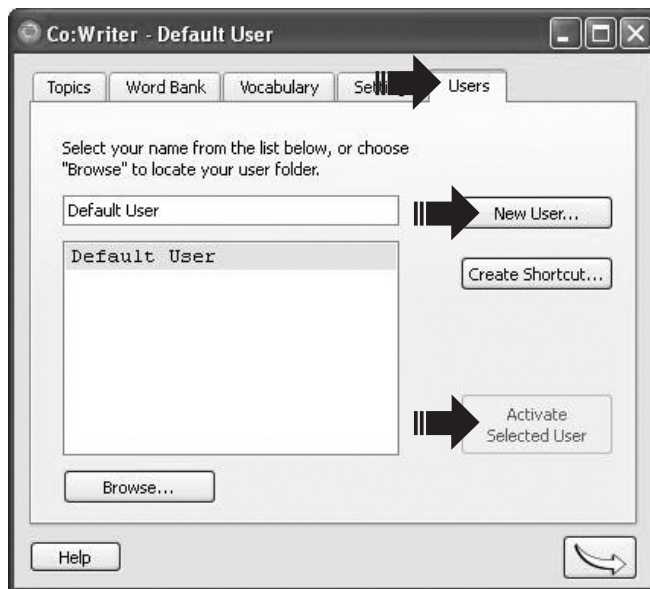 Co:Writer - Default User
Topics Word Bank Vocabulary Users
Select your name from the list below, or choose
"Browse" to locate your user folder.
Default User
New User...
Default User
Create Shortcut...
Activate
Selected User
Browse...
Help